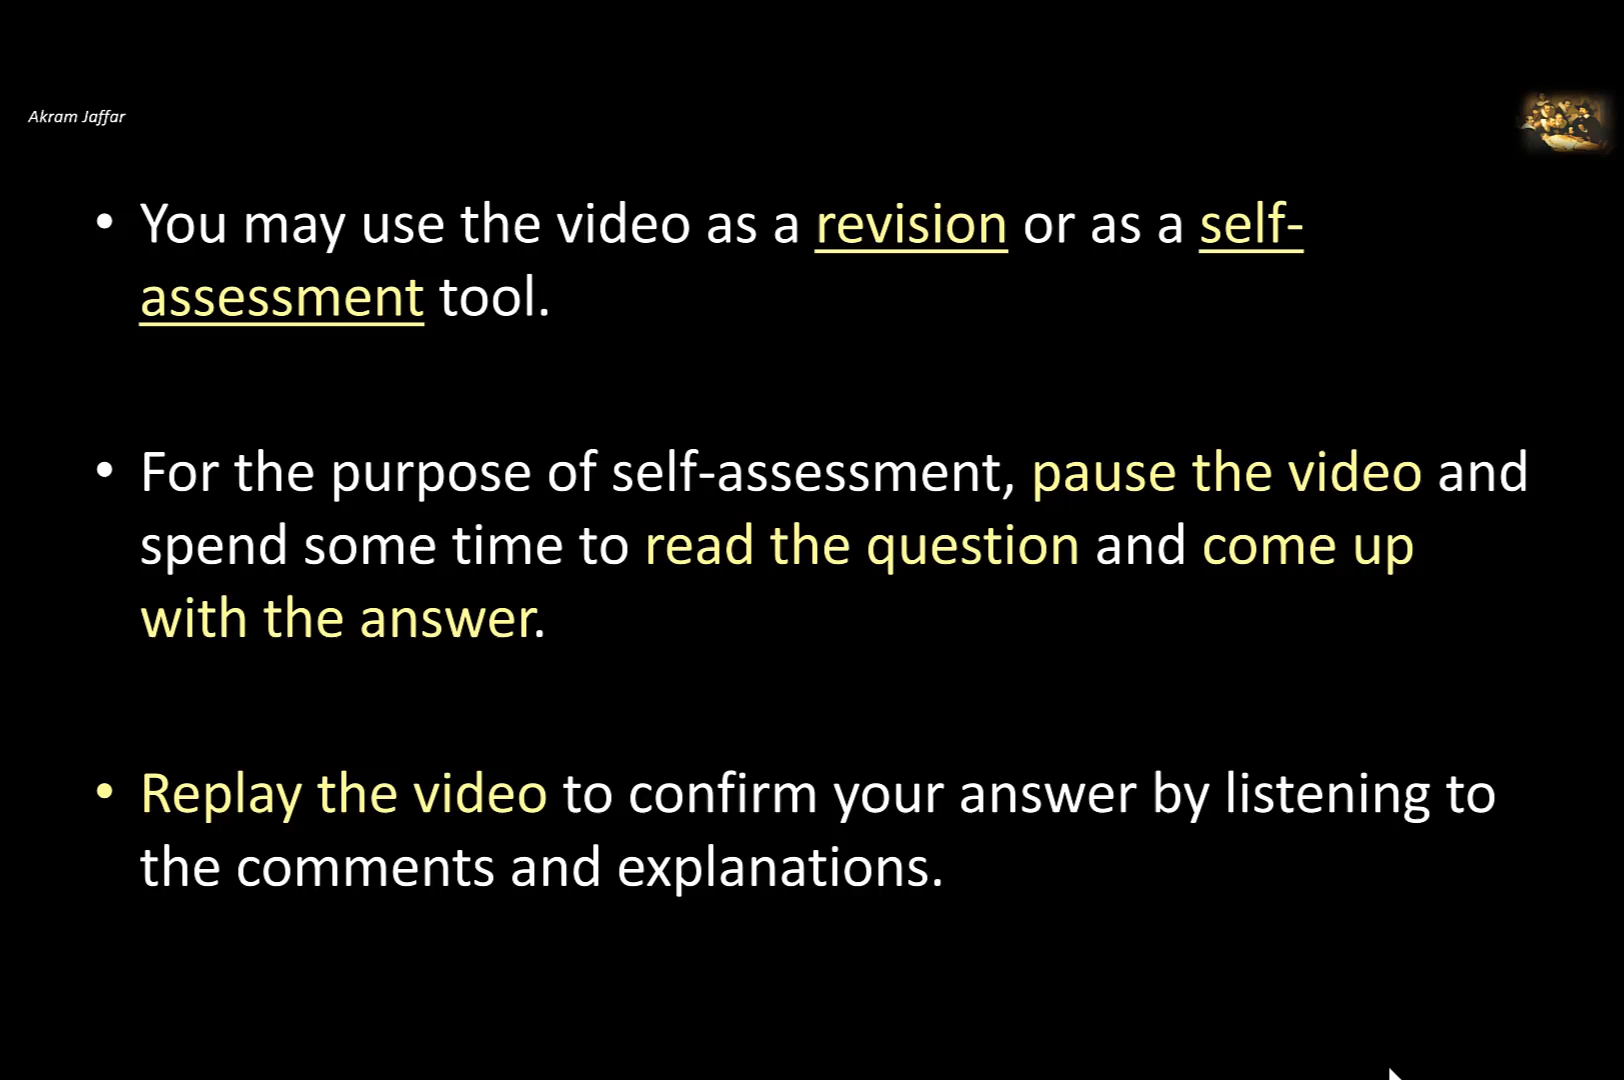 Akram Jaffar
• You may use the video as a revision or as a self-
assessment tool.
• For the purpose of self-assessment, pause the video and
spend some time to read the question and come up
with the answer.
• Replay the video to confirm your answer by listening to
the comments and explanations.